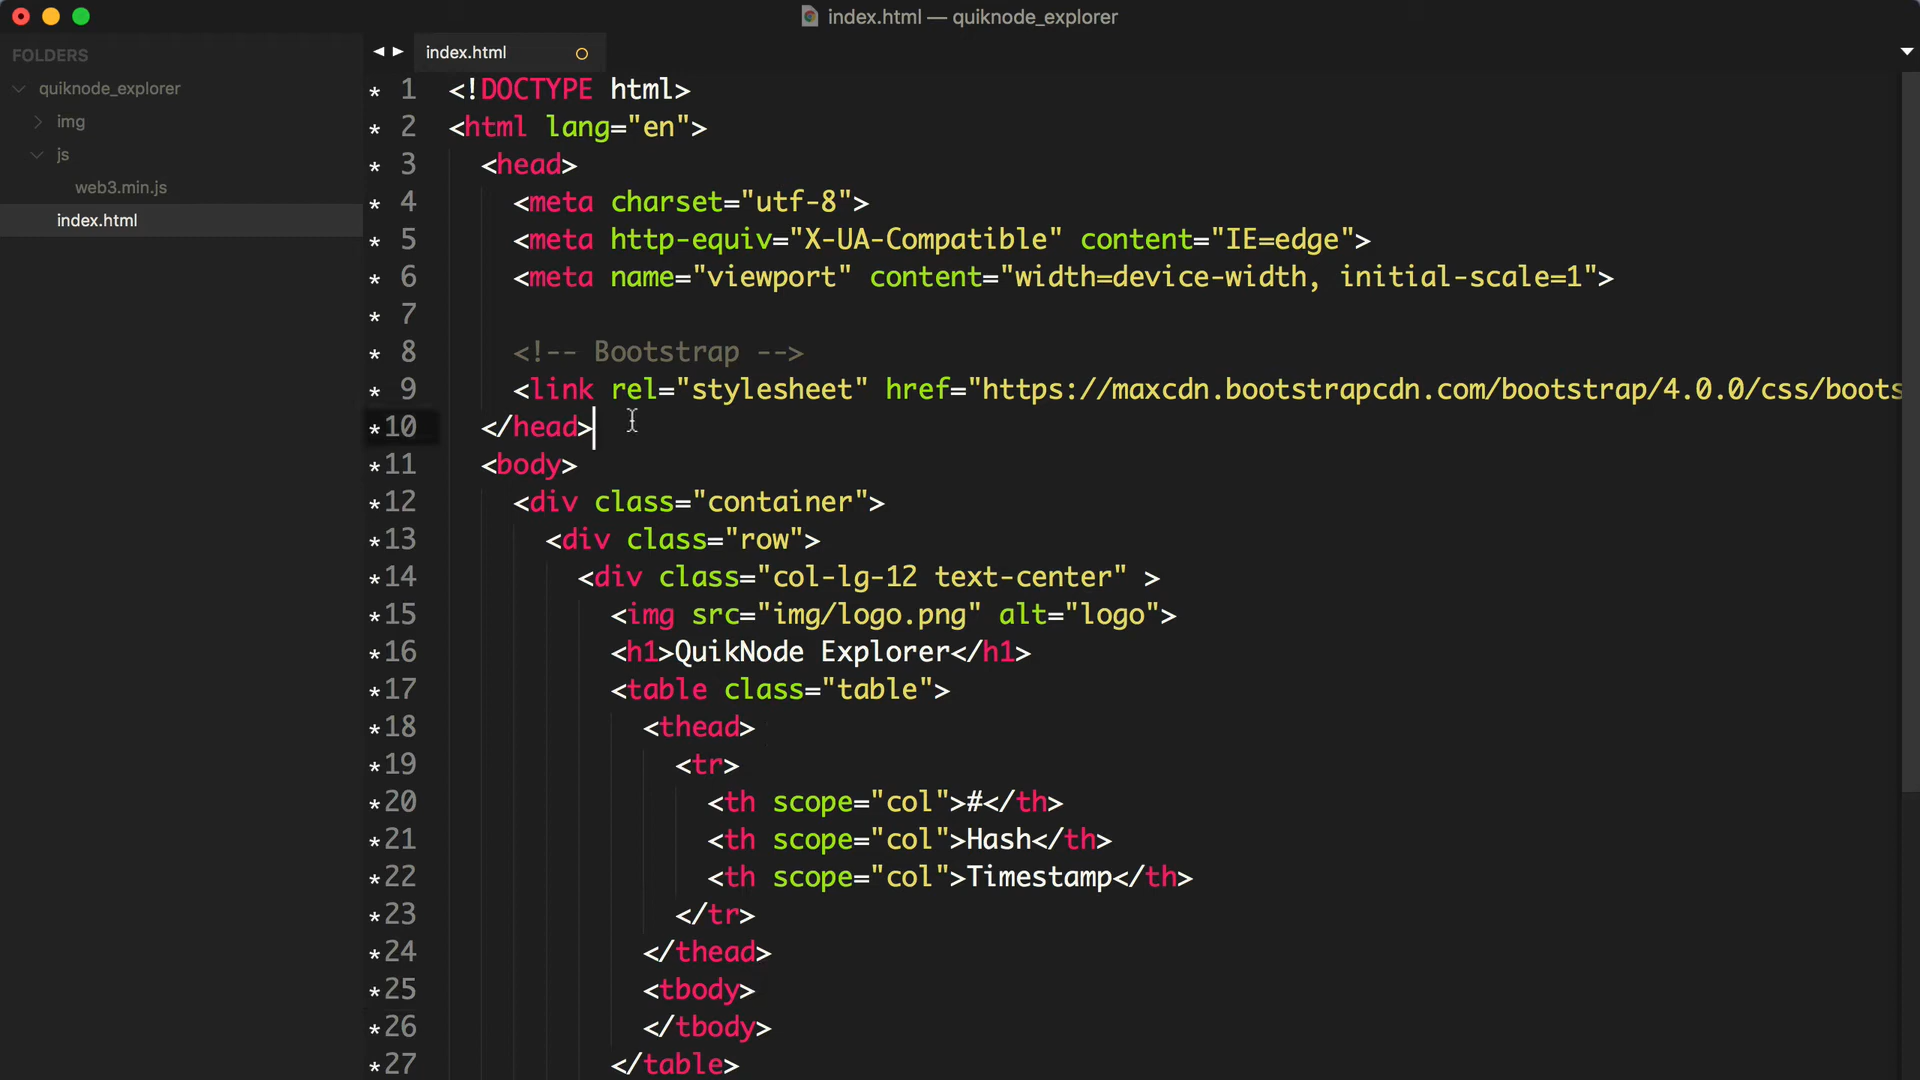 index.html — quiknode_explorer
FOLDERS
quiknode_explorer
img
js
web3.min.js
index.html
index.html
* 1 <!DOCTYPE html>
* 2 <html lang="en">
* 3 <head>
* 4 <meta charset="utf-8">
* 5 <meta http-equiv="X-UA-Compatible" content="IE=edge">
* 6 <meta name="viewport" content="width=device-width, initial-scale=1">
* 7
* 8 <!-- Bootstrap -->
* 9 <link rel="stylesheet" href="https://maxcdn.bootstrapcdn.com/bootstrap/4.0.0/css/boots
*10 </head>
*11 <body>
*12 <div class="container">
*13 <div class="row">
*14 <div class="col-lg-12 text-center" >
*15 <img src="img/logo.png" alt="logo">
*16 <h1>QuikNode Explorer</h1>
*17 <table class="table">
*18 <thead>
*19 <tr>
*20 <th scope="col">#</th>
*21 <th scope="col">Hash</th>
*22 <th scope="col">Timestamp</th>
*23 </tr>
*24 </thead>
*25 <tbody>
*26 </tbody>
*27 </table>